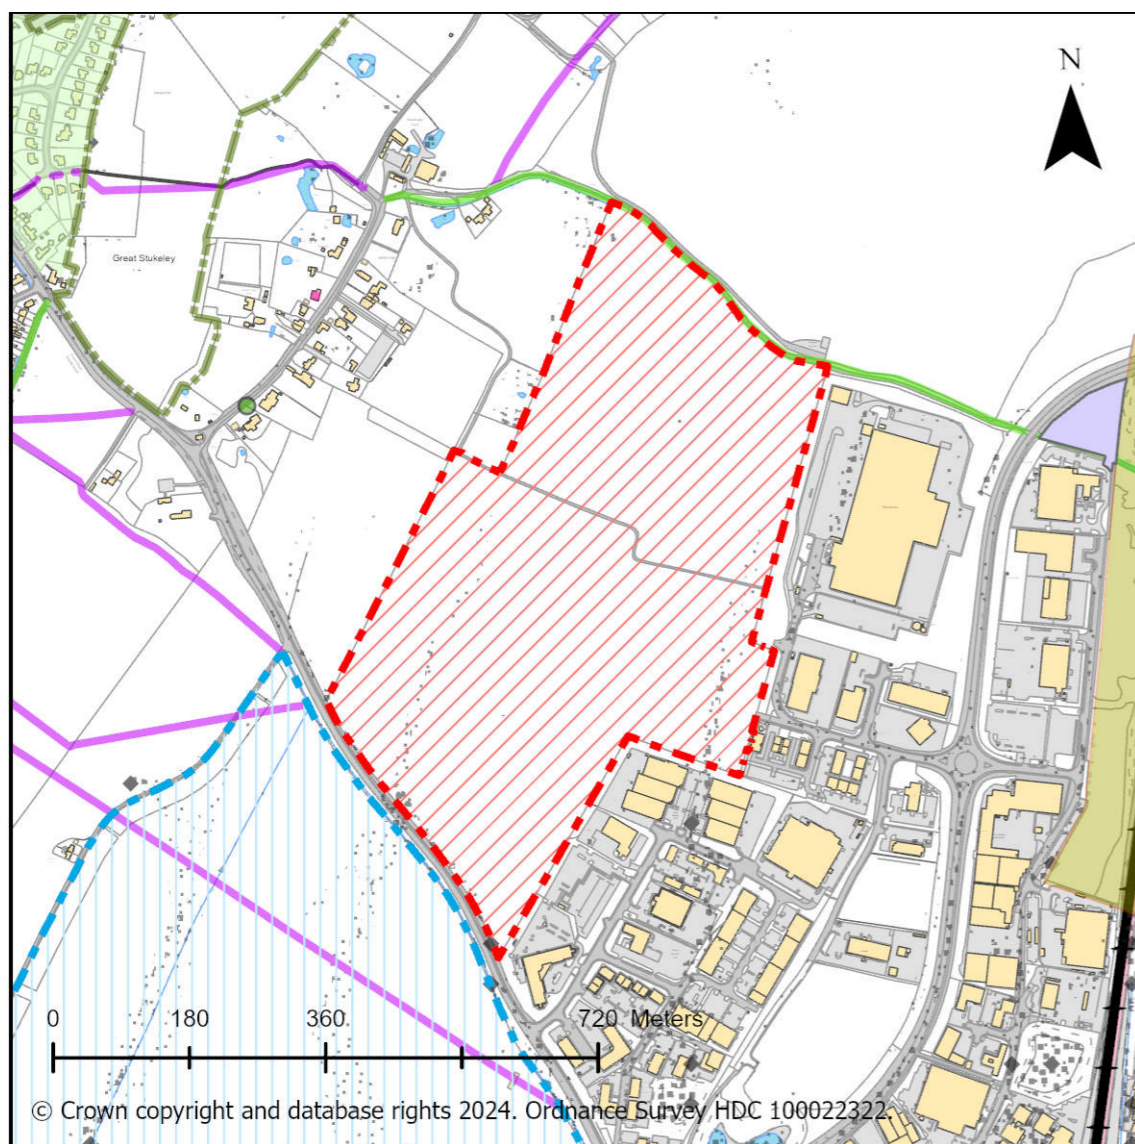 N
Great Stukeley
0 180 360 720 Meters
© Crown copyright and database rights 2024. Ordnance Survey HDC 100022322.